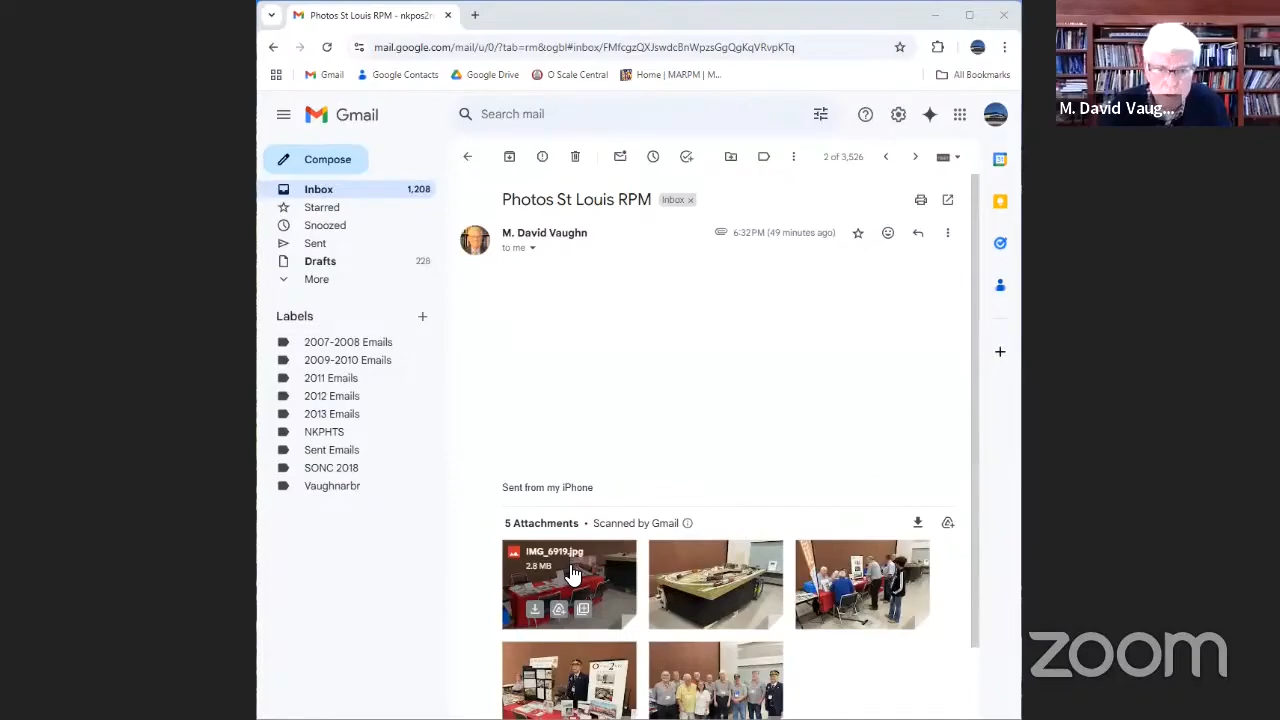 Photos St Louis RPM - nkpos2r
mail.google.com/mail/u/0/?tab=rm&ogbl#inbox/FMfcgzQXJswdcBnWpzsGgQgKqVRvpKTq
Gmail
Google Contacts
Google Drive
O Scale Central
Home | MARPM | M...
All Bookmarks
M. David Vaug...
Gmail
Search mail
Compose
2 of 3,526
Inbox 1,208
Starred
Snoozed
Sent
Drafts 228
More
Labels
2007-2008 Emails
2009-2010 Emails
2011 Emails
2012 Emails
2013 Emails
NKPHTS
Sent Emails
SONC 2018
Vaughnarbr
Photos St Louis RPM Inbox x
M. David Vaughn 6:32 PM (49 minutes ago)
to me
Sent from my iPhone
5 Attachments • Scanned by Gmail
IMG_6919.jpg
2.8 MB
zoom